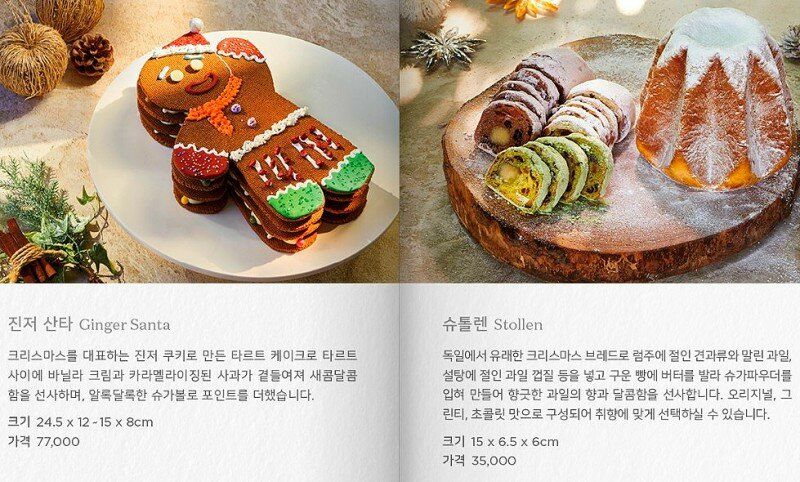 진저 산타 Ginger Santa
크리스마스를 대표하는 진저 쿠키로 만든 타르트 케이크로 타르트
사이에 바닐라 크림과 카라멜라이징된 사과가 곁들여져 새콤달콤
함을 선사하며, 알록달록한 슈가볼로 포인트를 더했습니다.
크기 24.5 x 12 ~ 15 x 8cm
가격 77,000
슈톨렌 Stollen
독일에서 유래한 크리스마스 브레드로 럼주에 절인 견과류와 말린 과일,
설탕에 절인 과일 껍질 등을 넣고 구운 빵에 버터를 발라 슈가파우더를
입혀 만들어 향긋한 과일의 향과 달콤함을 선사합니다. 오리지널, 그
린티, 초콜릿 맛으로 구성되어 취향에 맞게 선택하실 수 있습니다.
크기 15 x 6.5 x 6cm
가격 35,000